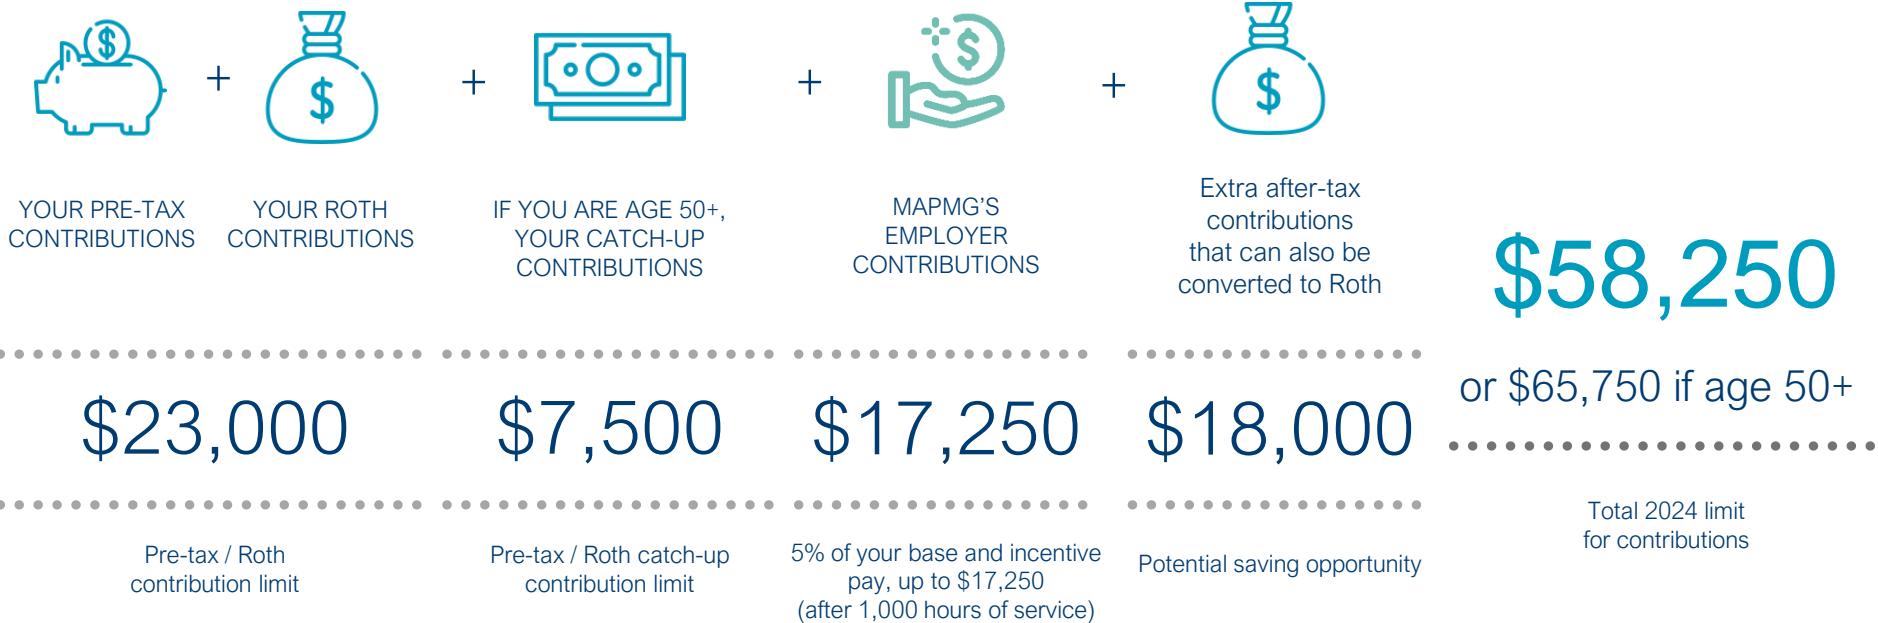 $
+
$
+
+
$
+
$
YOUR PRE-TAX
CONTRIBUTIONS
YOUR ROTH
CONTRIBUTIONS
IF YOU ARE AGE 50+,
YOUR CATCH-UP
CONTRIBUTIONS
MAPMG'S
EMPLOYER
CONTRIBUTIONS
Extra after-tax
contributions
that can also be
converted to Roth
$23,000
$7,500
$17,250
$18,000
Pre-tax / Roth
contribution limit
Pre-tax / Roth catch-up
contribution limit
5% of your base and incentive
pay, up to $17,250
(after 1,000 hours of service)
Potential saving opportunity
$58,250
or $65,750 if age 50+
Total 2024 limit
for contributions